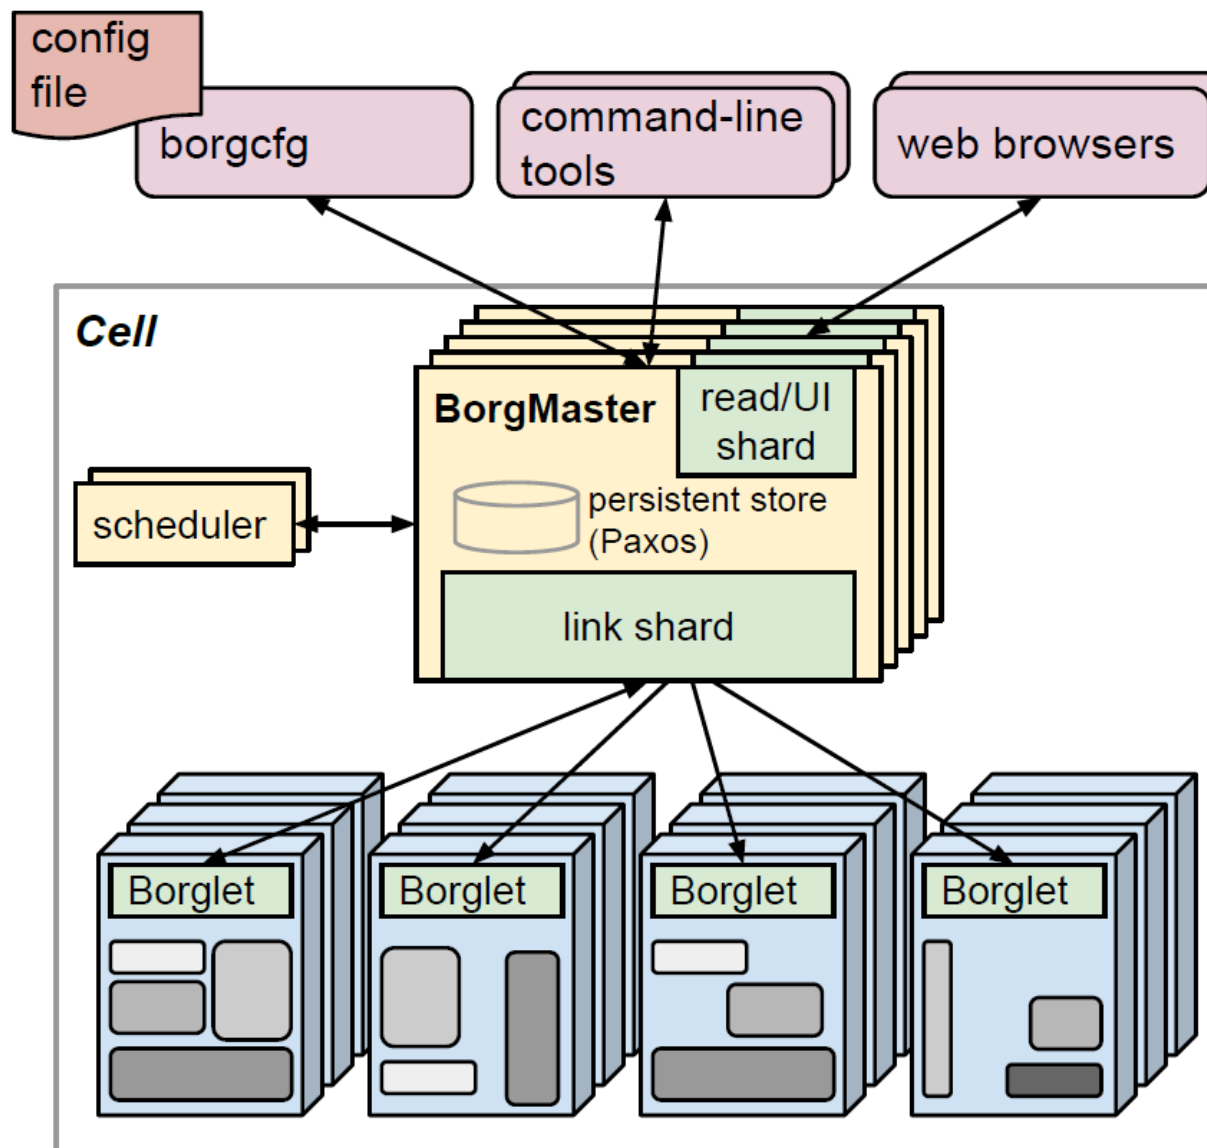 config
file
borgcfg
command-line
tools
web browsers
Cell
BorgMaster
read/UI
shard
scheduler
persistent store
(Paxos)
link shard
Borglet
Borglet
Borglet
Borglet